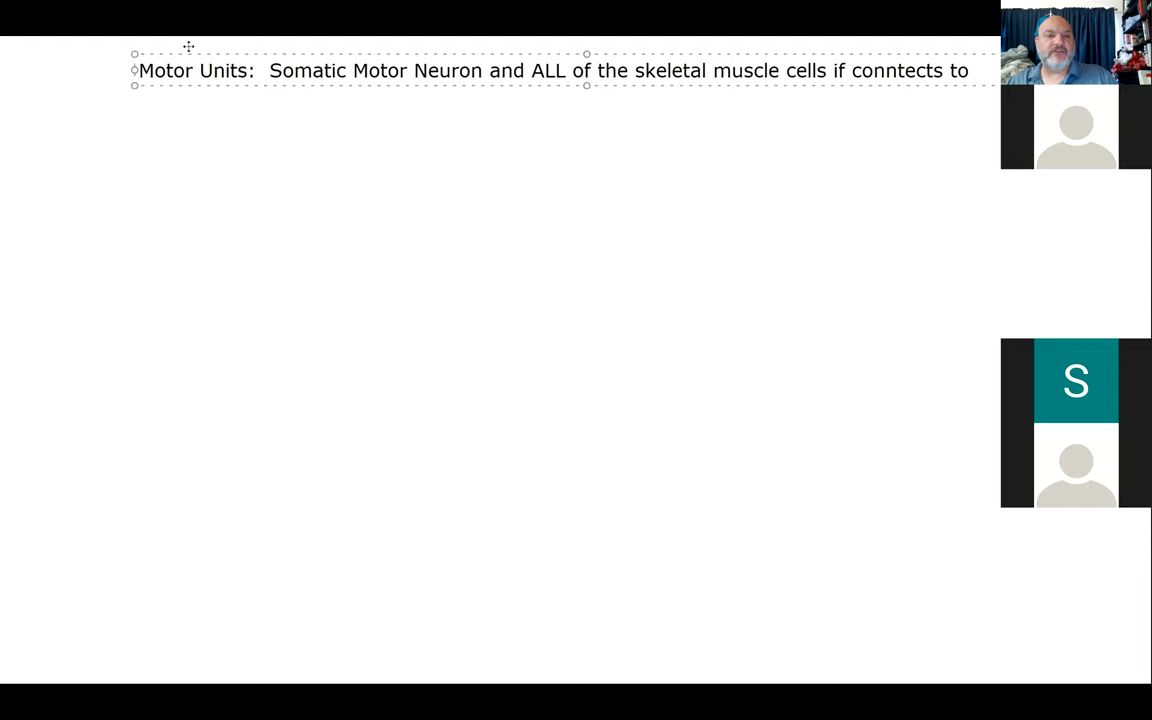 Motor Units:  Somatic Motor Neuron and ALL of the skeletal muscle cells if conntects to
S